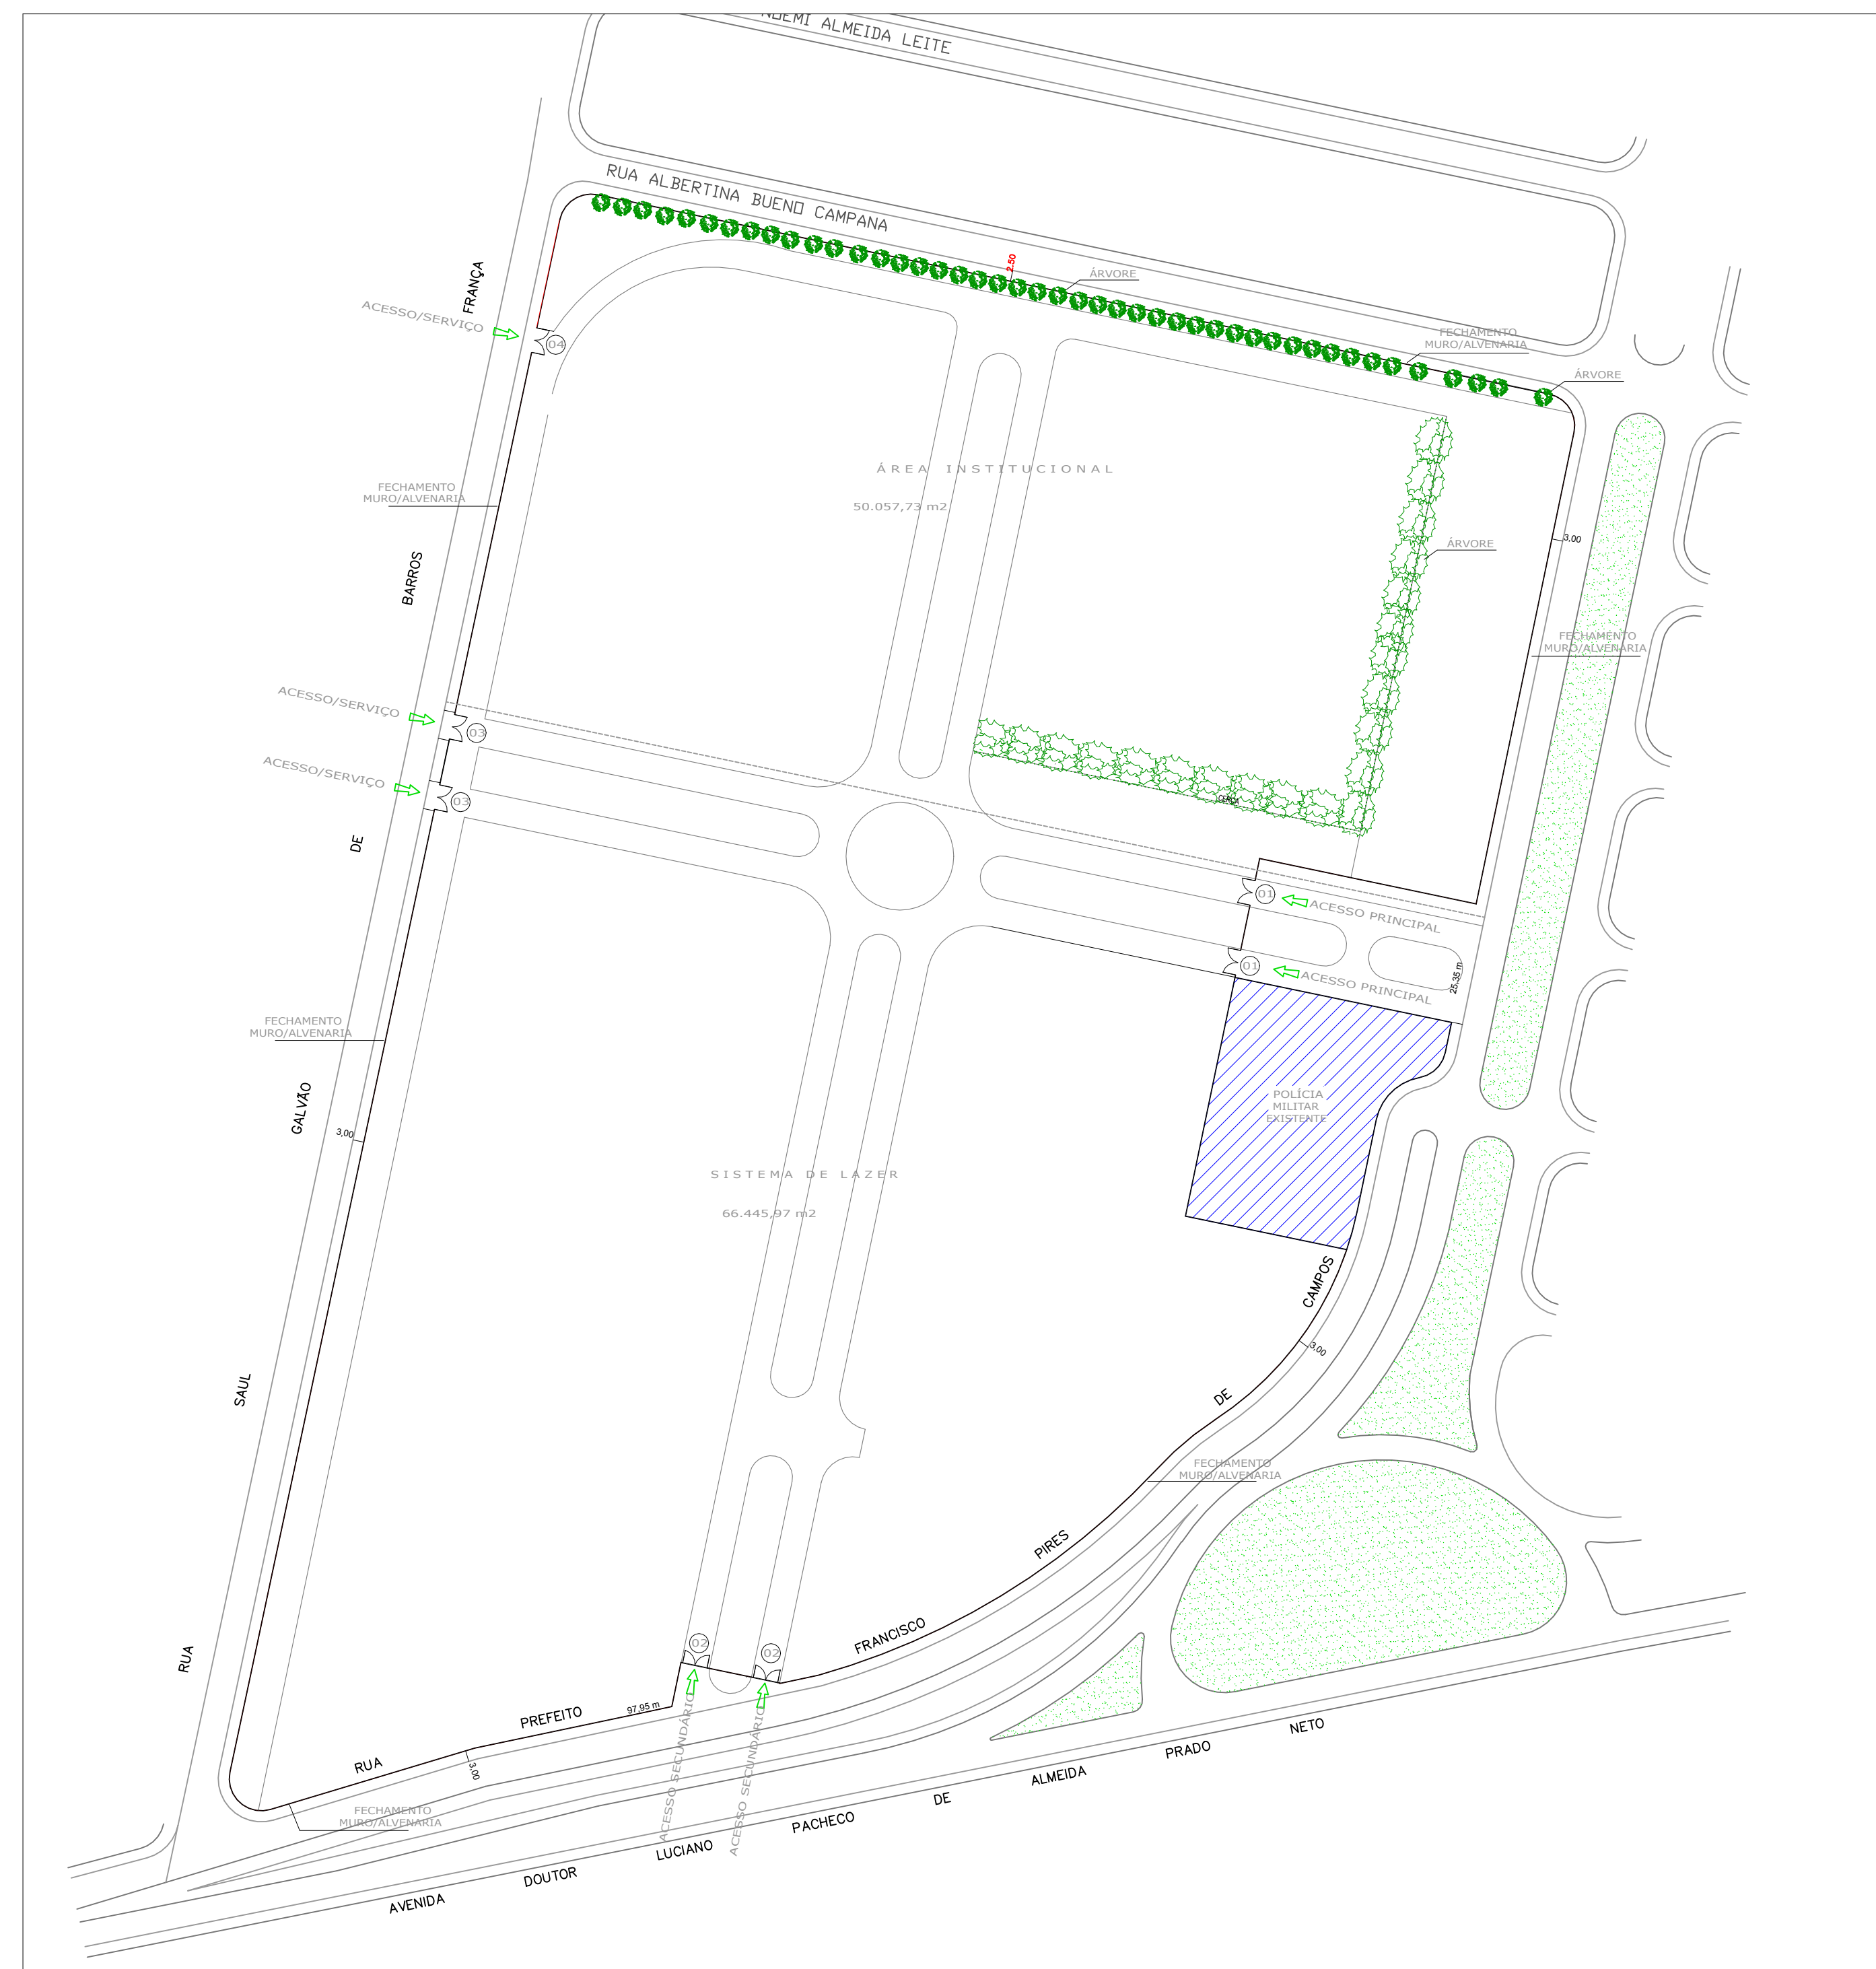 NOEMI ALMEIDA LEITE
RUA ALBERTINA BUENO CAMPANA
2.50
ÁRVORE
FECHAMENTO
MURO/ALVENARIA
ÁRVORE
ACESSO/SERVIÇO
04
FRANÇA
ÁREA INSTITUCIONAL
50.057,73 m2
FECHAMENTO
MURO/ALVENARIA
ÁRVORE
3.00
BARROS
FECHAMENTO
MURO/ALVENARIA
ACESSO/SERVIÇO
03
ACESSO/SERVIÇO
03
CERCA
DE
01
ACESSO PRINCIPAL
01
ACESSO PRINCIPAL
25,35 m
FECHAMENTO
MURO/ALVENARIA
GALVÃO
3,00
POLÍCIA
MILITAR
EXISTENTE
SISTEMA DE LAZER
66.445,97 m2
CAMPOS
3,00
SAUL
DE
FECHAMENTO
MURO/ALVENARIA
PIRES
RUA
FRANCISCO
02
02
97,95 m
PREFEITO
RUA
3,00
ACESSO SECUNDÁRIO
ACESSO SECUNDÁRIO
FECHAMENTO
MURO/ALVENARIA
AVENIDA DOUTOR LUCIANO PACHECO DE ALMEIDA PRADO NETO